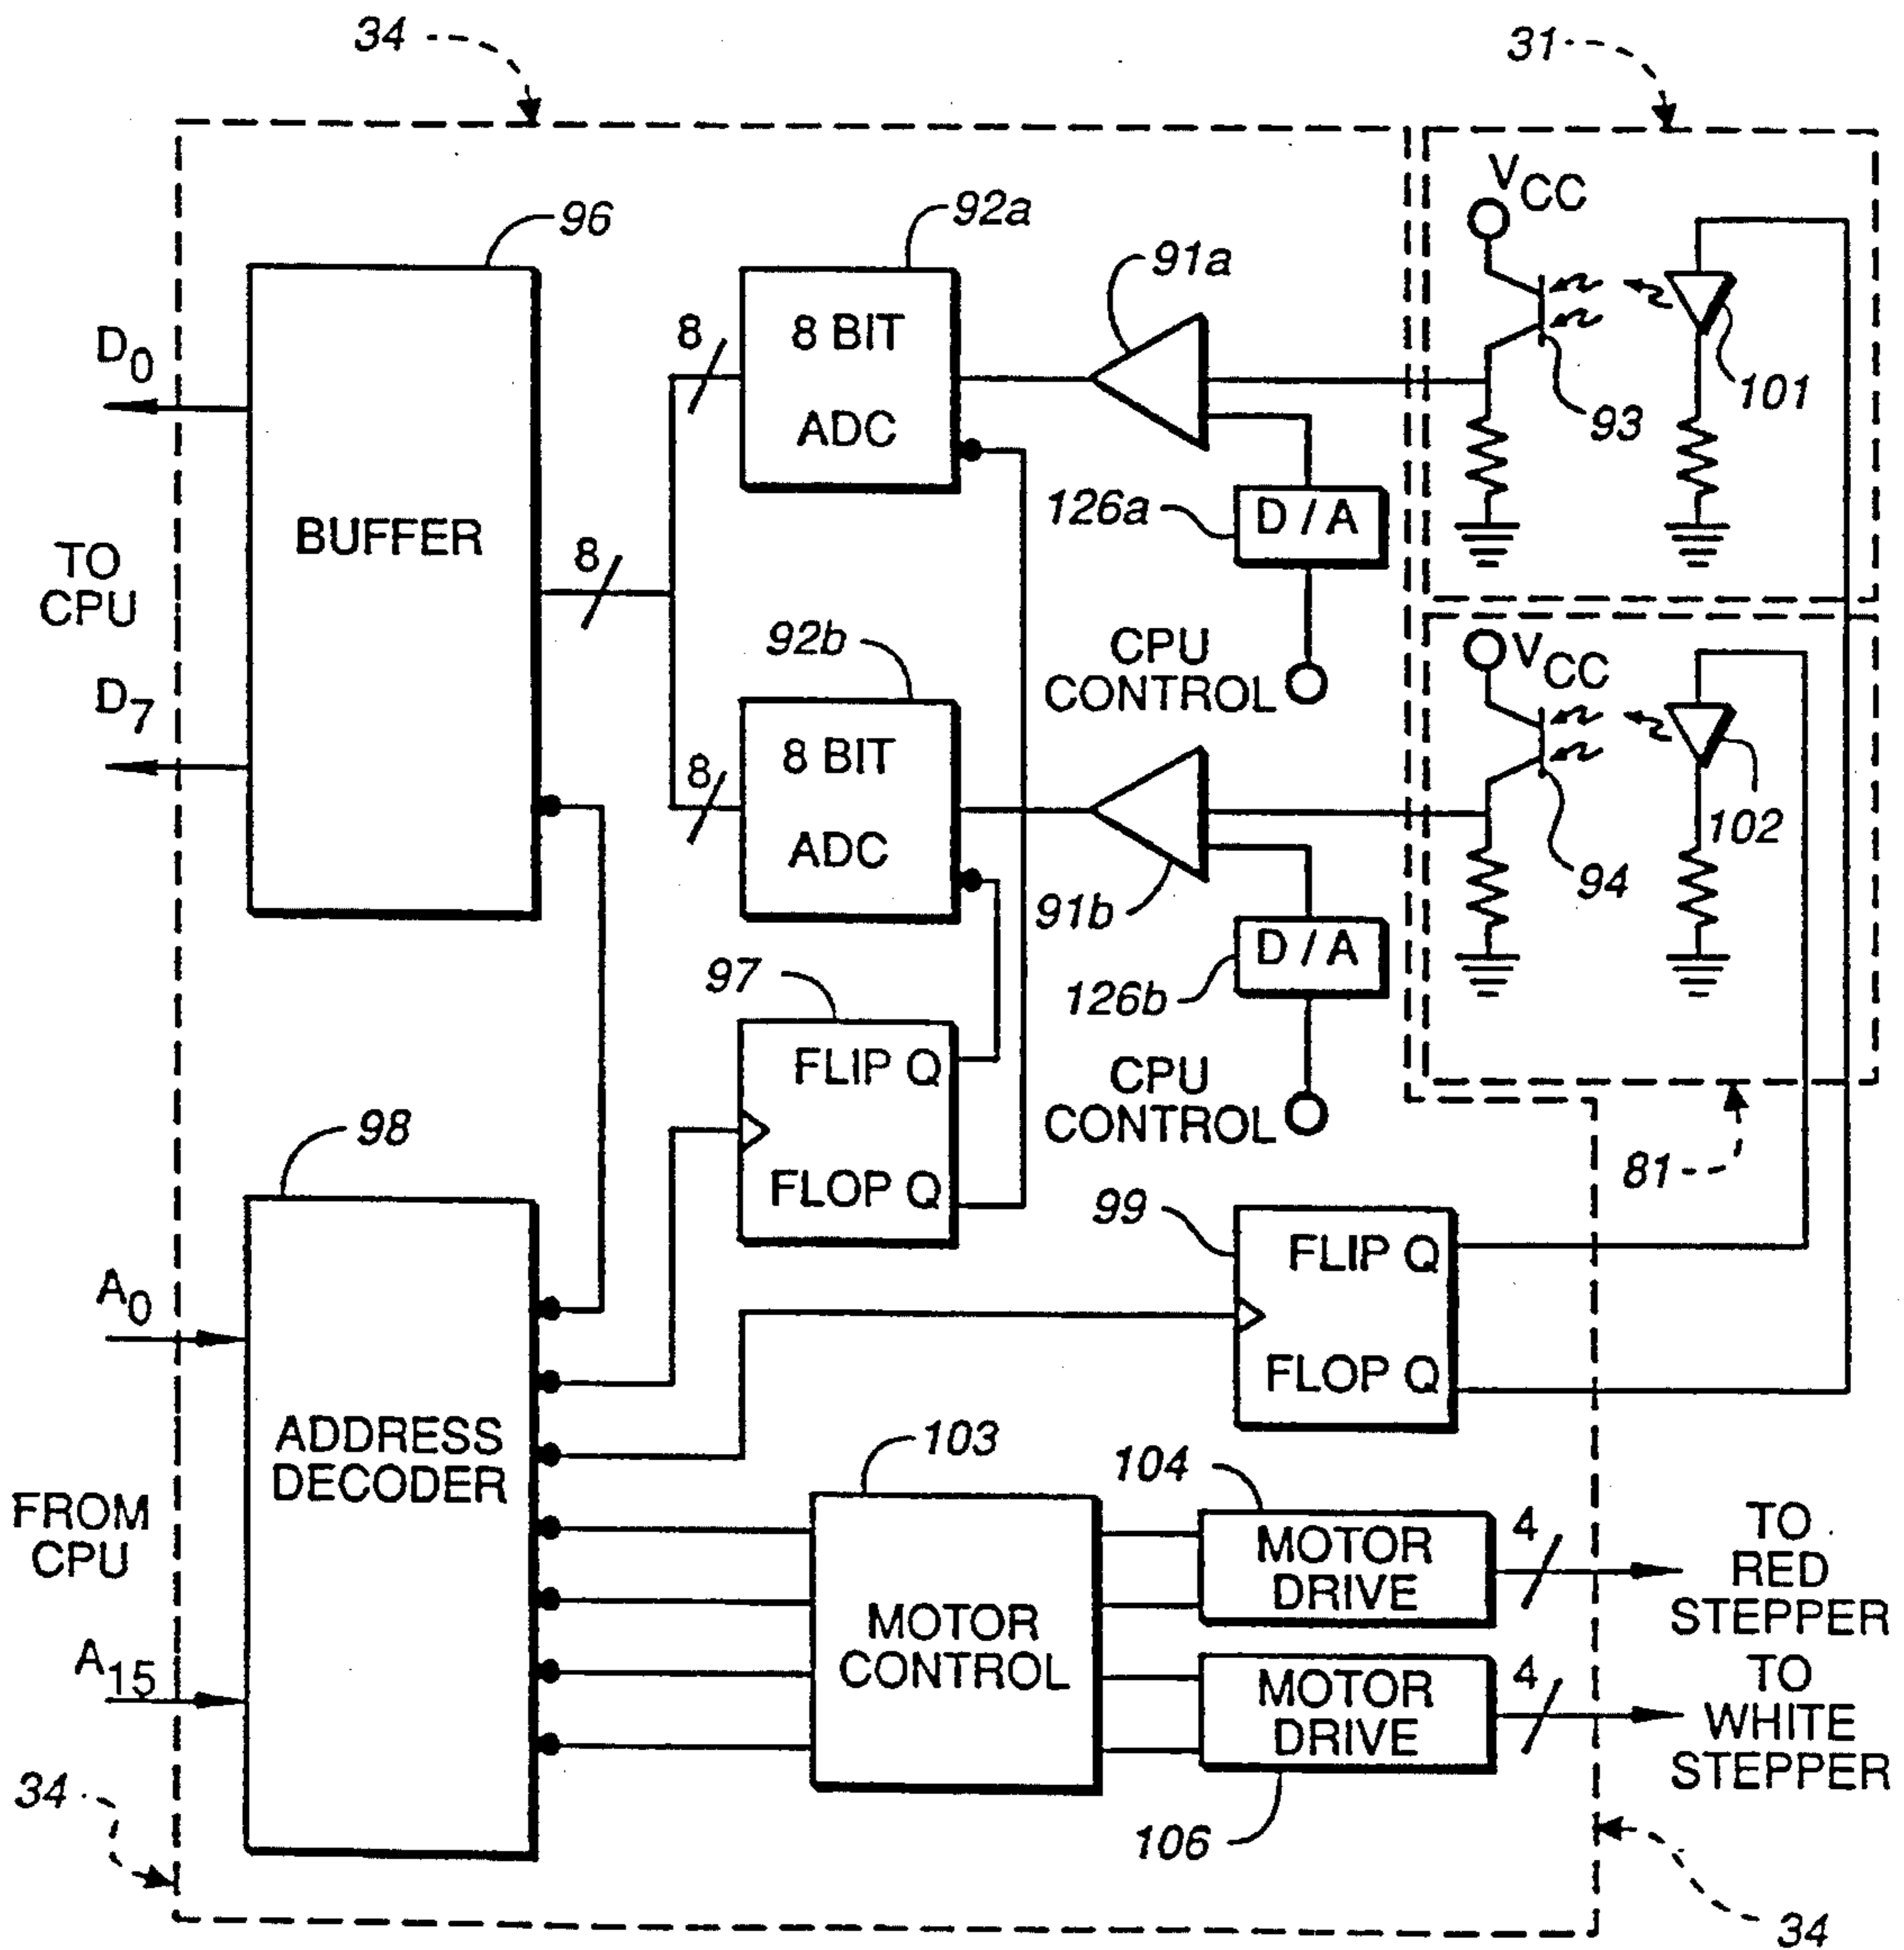 34
31
V CC
96
92a
91a
D0
8
8 BIT
ADC
93
101
BUFFER
8
126a
D / A
TO
CPU
92b
CPU
CONTROL
VCC
D7
8
8 BIT
ADC
102
94
91b
D / A
97
126b
FLIP Q
CPU
CONTROL
98
FLOP Q
81
99
FLIP Q
A0
FLOP Q
ADDRESS
DECODER
103
104
FROM
CPU
MOTOR
DRIVE
4
TO
RED
STEPPER
MOTOR
CONTROL
A15
MOTOR
DRIVE
4
TO
WHITE
STEPPER
34
106
34